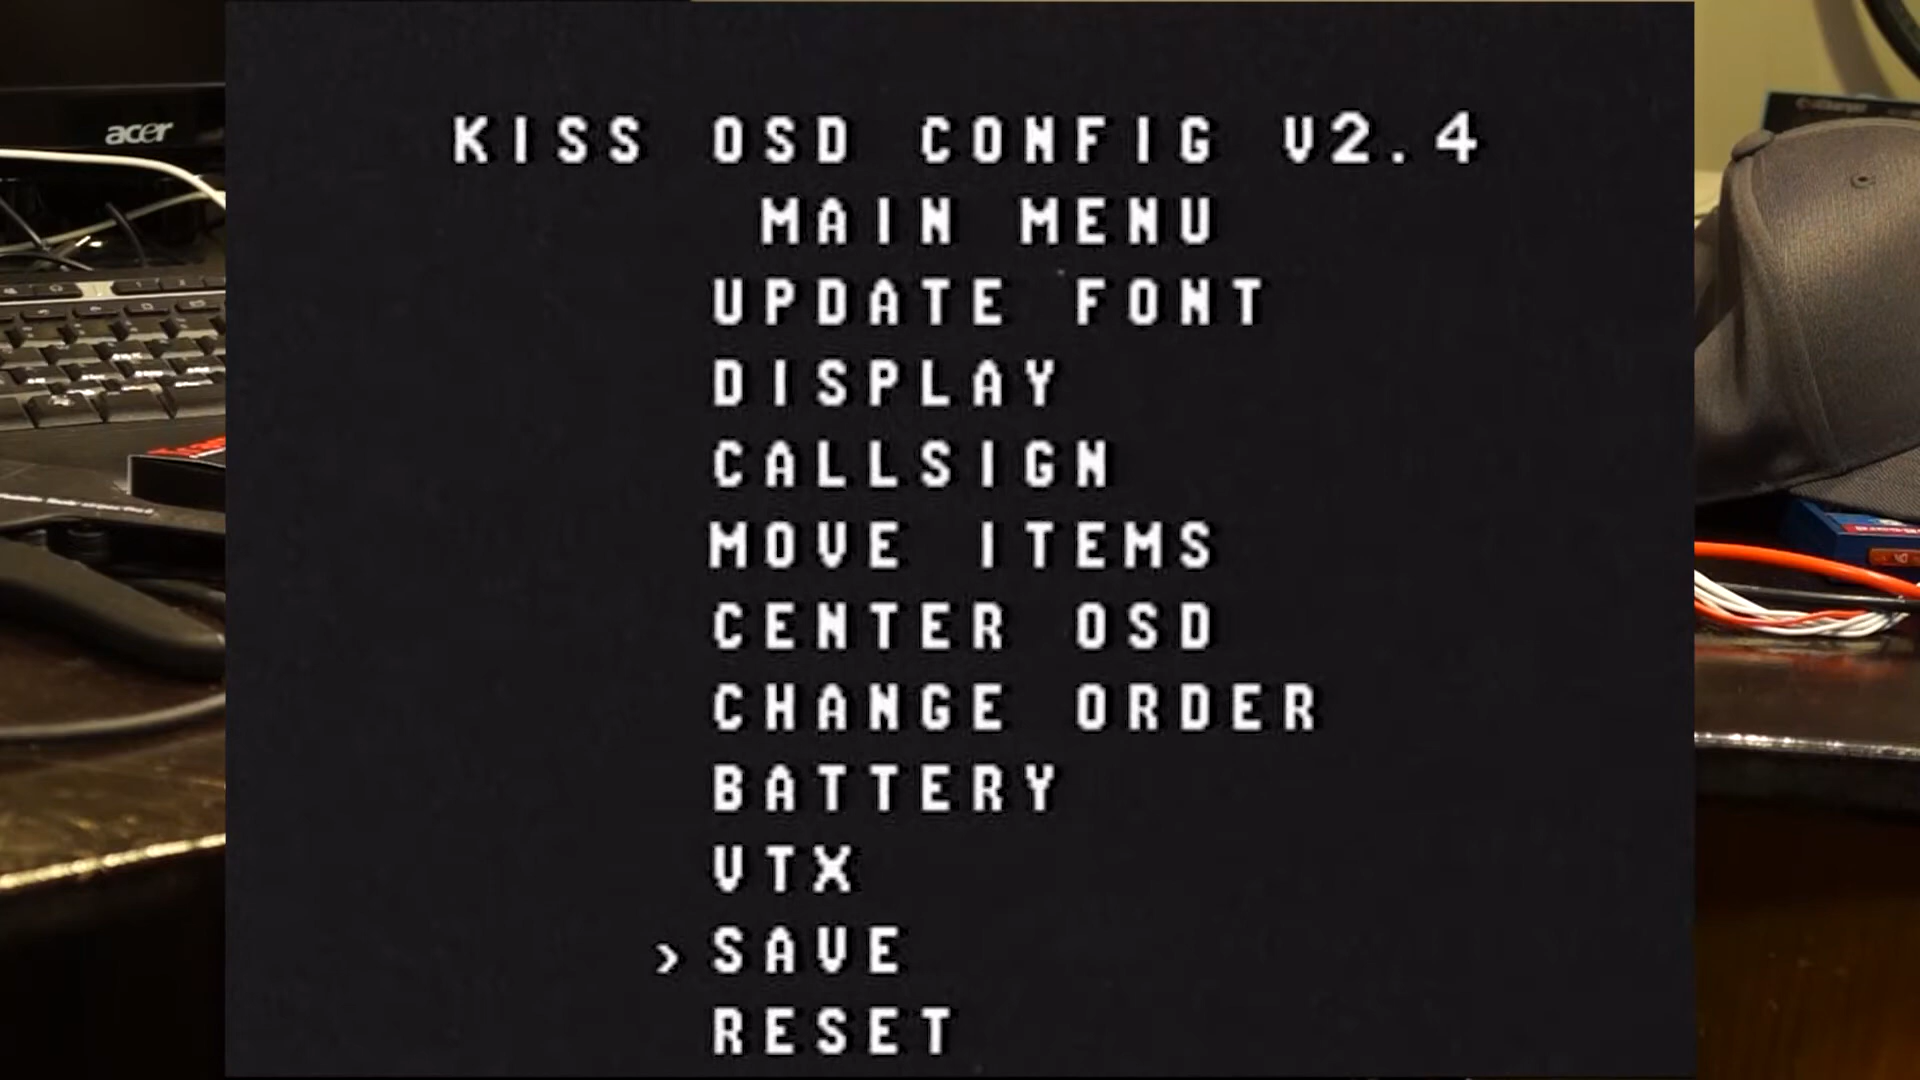 acer
KISS OSD CONFIG V2.4
MAIN MENU
UPDATE FONT
DISPLAY
CALLSIGN
MOVE ITEMS
CENTER OSD
CHANGE ORDER
BATTERY
VTX
> SAVE
RESET